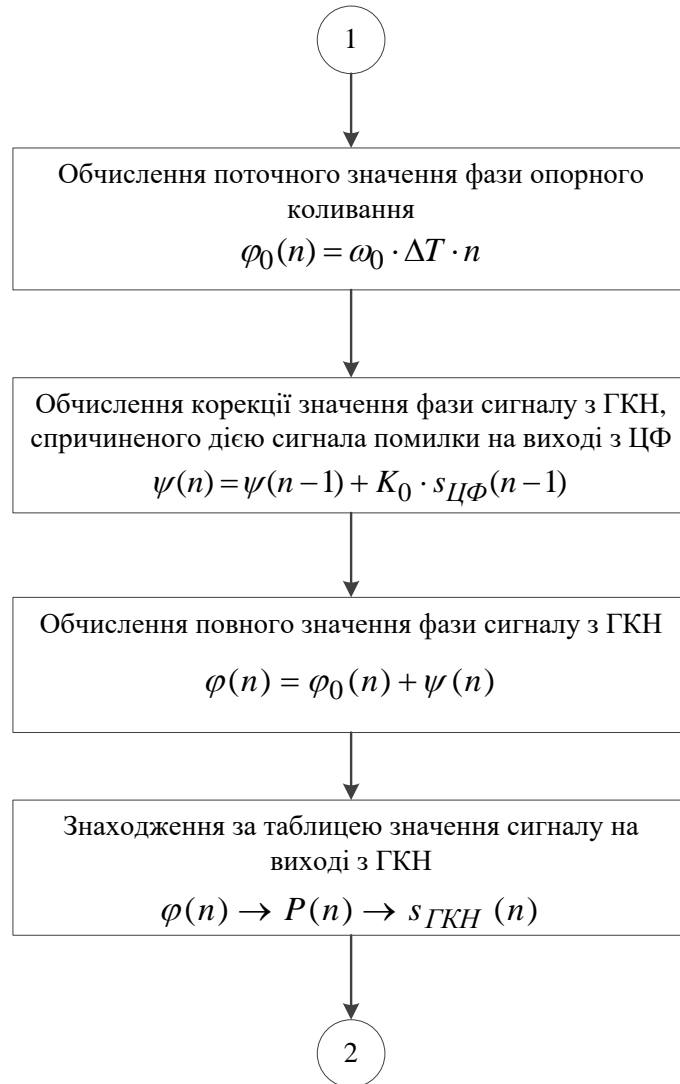 1
Обчислення поточного значення фази опорного
коливання
φ₀(n) = ω₀ · ΔT · n
Обчислення корекції значення фази сигналу з ГКН,
спричиненого дією сигнала помилки на виході з ЦФ
ψ(n) = ψ(n−1) + K₀ · s_ЦФ(n−1)
Обчислення повного значення фази сигналу з ГКН
φ(n) = φ₀(n) + ψ(n)
Знаходження за таблицею значення сигналу на
виході з ГКН
φ(n) → P(n) → s_ГКН (n)
2